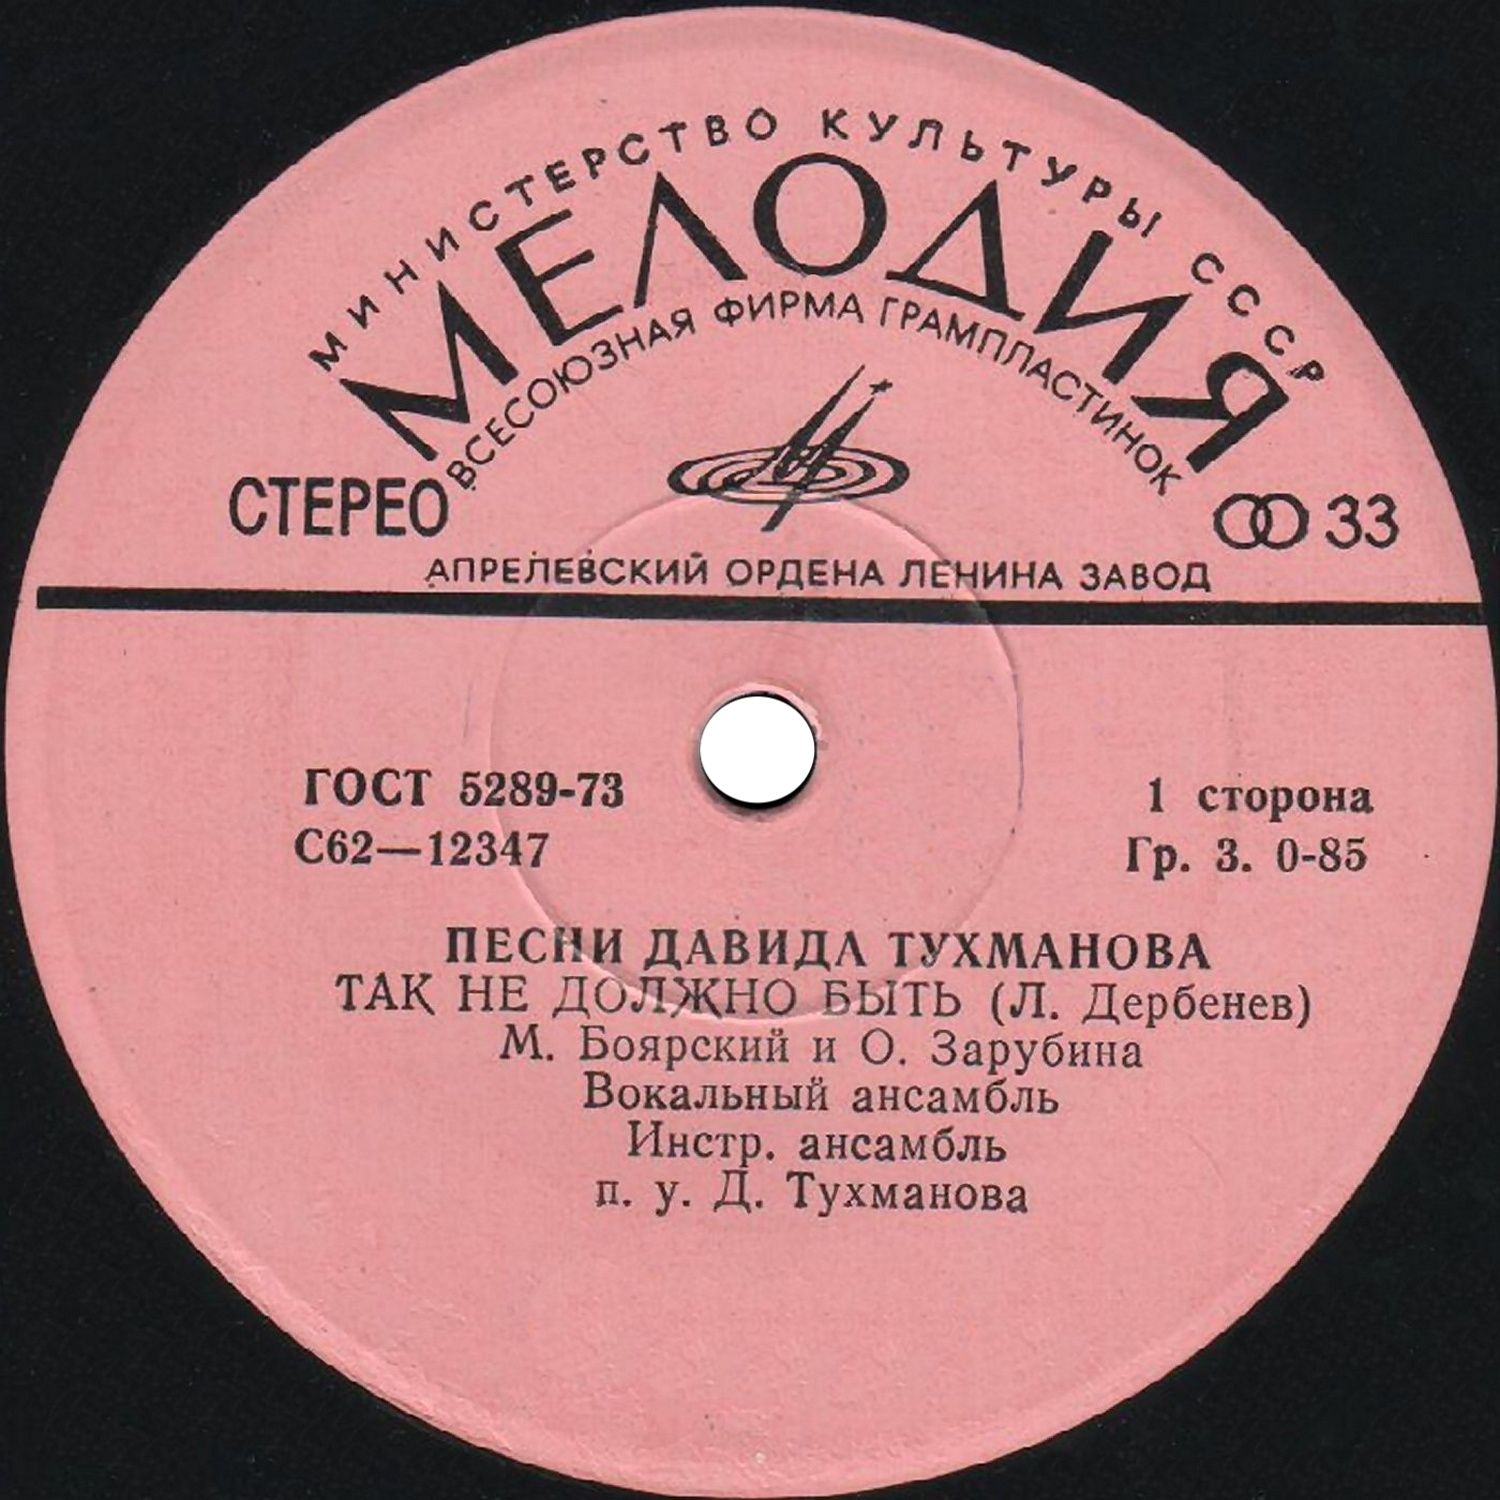 МИНИСТЕРСТВО КУЛЬТУРЫ СССР
МЕЛОДИЯ
ВСЕСОЮЗНАЯ ФИРМА ГРАМПЛАСТИНОК
СТЕРЕО
33
АПРЕЛЕВСКИЙ ОРДЕНА ЛЕНИНА ЗАВОД
ГОСТ 5289-73
С62—12347
1 сторона
Гр. 3. 0-85
ПЕСНИ ДАВИДА ТУХМАНОВА
ТАК НЕ ДОЛЖНО БЫТЬ (Л. Дербенев)
М. Боярский и О. Зарубина
Вокальный ансамбль
Инстр. ансамбль
п. у. Д. Тухманова